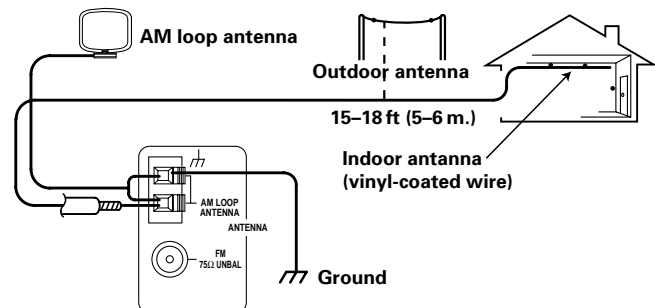 AM loop antenna
Outdoor antenna
15–18 ft (5–6 m.)
Indoor antanna
(vinyl-coated wire)
AM LOOP
ANTENNA
ANTENNA
FM
75Ω UNBAL
Ground